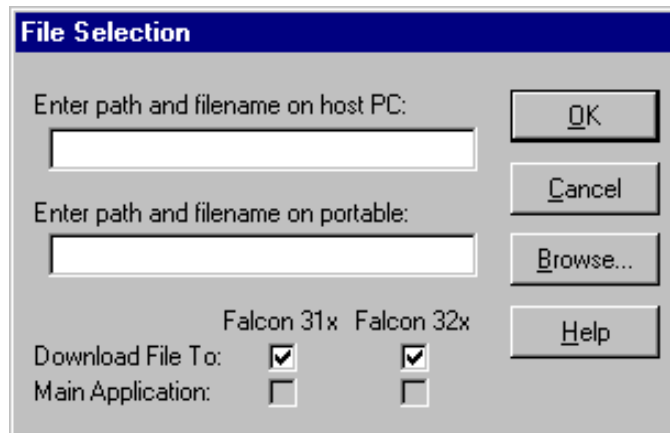 File Selection
Enter path and filename on host PC:
OK
Cancel
Enter path and filename on portable:
Browse...
Falcon 31x Falcon 32x
Help
Download File To:
Main Application: